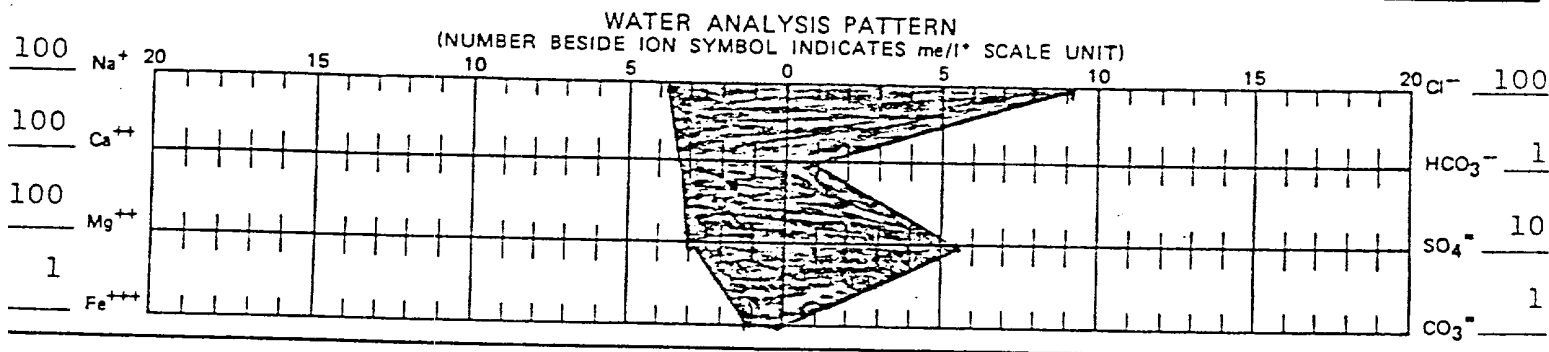 WATER ANALYSIS PATTERN
(NUMBER BESIDE ION SYMBOL INDICATES me/l* SCALE UNIT)
100 Na+ 20 15 10 5 0 5 10 15 20 Cl- 100
100 Ca++ HCO3- 1
100 Mg++ SO4= 10
1 Fe+++ CO3= 1